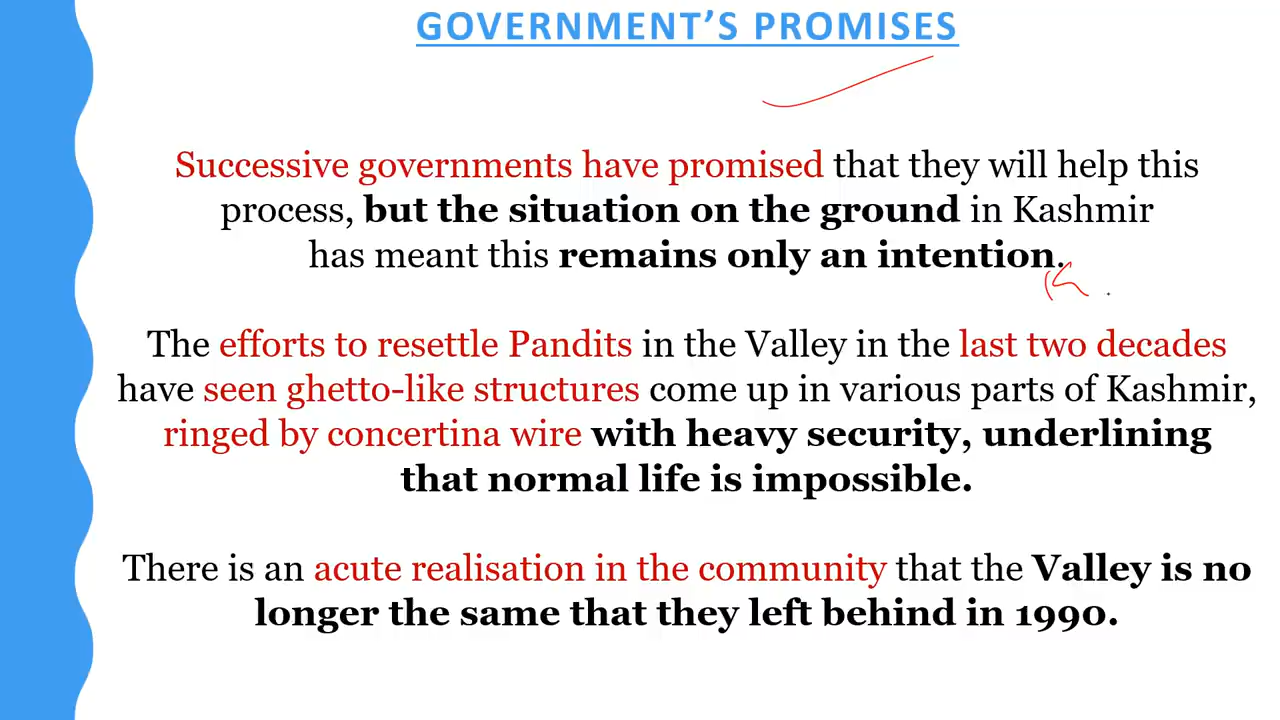 GOVERNMENT’S PROMISES
Successive governments have promised that they will help this
process, but the situation on the ground in Kashmir
has meant this remains only an intention.
The efforts to resettle Pandits in the Valley in the last two decades
have seen ghetto-like structures come up in various parts of Kashmir,
ringed by concertina wire with heavy security, underlining
that normal life is impossible.
There is an acute realisation in the community that the Valley is no
longer the same that they left behind in 1990.